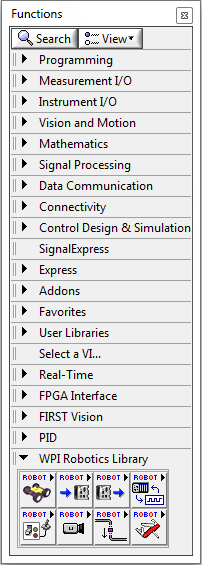 Functions
Search View
Programming
Measurement I/O
Instrument I/O
Vision and Motion
Mathematics
Signal Processing
Data Communication
Connectivity
Control Design & Simulation
SignalExpress
Express
Addons
Favorites
User Libraries
Select a VI...
Real-Time
FPGA Interface
FIRST Vision
PID
WPI Robotics Library
ROBOT ROBOT ROBOT ROBOT
ROBOT ROBOT ROBOT ROBOT